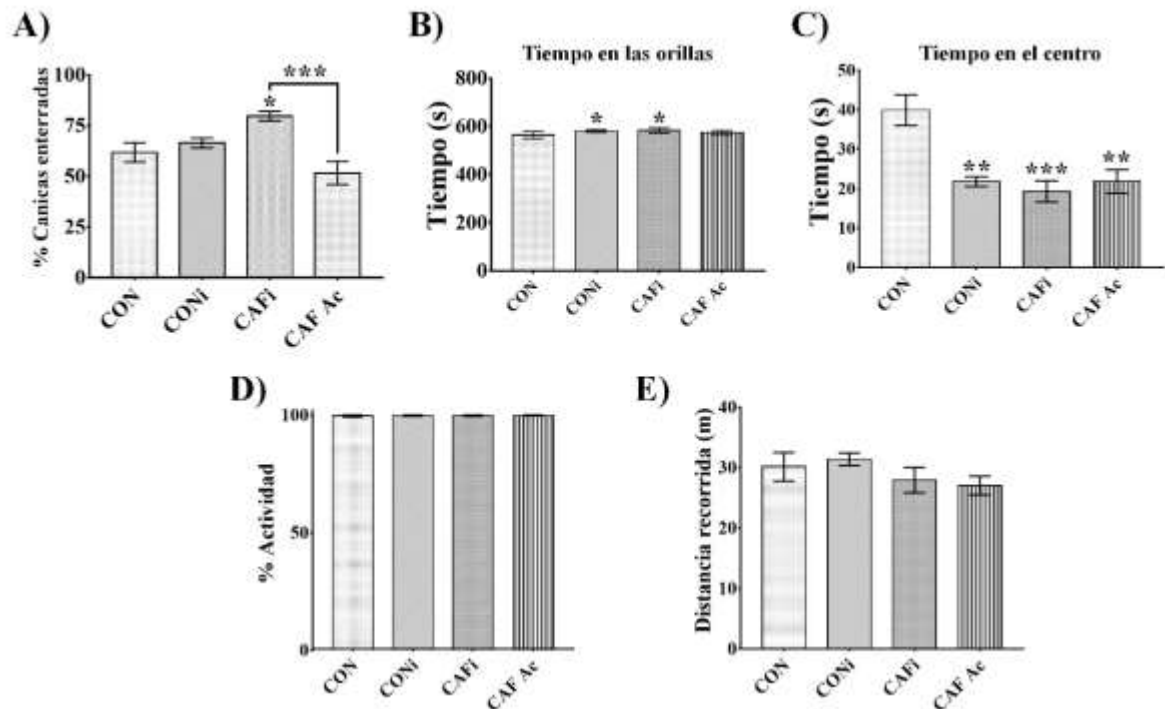 A)
% Canicas enterradas
100
75
50
25
0
*
***
CON
CONi
CAFi
CAF Ac
B)
Tiempo en las orillas
Tiempo (s)
800
600
400
200
0
*
*
CON
CONi
CAFi
CAF Ac
C)
Tiempo en el centro
Tiempo (s)
50
40
30
20
10
0
**
***
**
CON
CONi
CAFi
CAF Ac
D)
% Actividad
100
50
0
CON
CONi
CAFi
CAF Ac
E)
Distancia recorrida (m)
40
30
20
10
0
CON
CONi
CAFi
CAF Ac